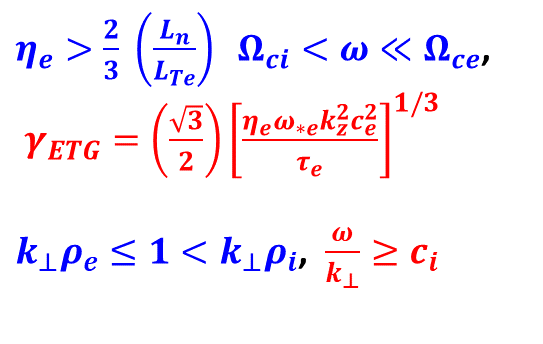 η_e > 2/3 (L_n/L_Te) Ω_ci < ω ≪ Ω_ce,
γ_ETG = (√3/2) [η_e ω_*e k_z^2 c_e^2 / τ_e]^1/3
k_⊥ρ_e ≤ 1 < k_⊥ρ_i, ω/k_⊥ ≥ c_i